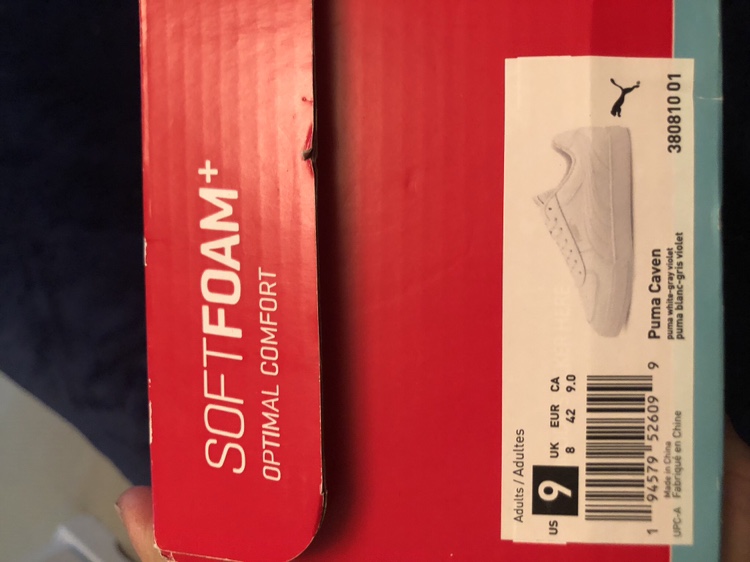 SOFTFOAM+
OPTIMAL COMFORT
Adults / Adultes
US 9
UK EUR CA
8 42 9.0
1 94579 52609 9
Made in China
UPC-A Fabriqué en Chine
Puma Caven
puma white-gray violet
puma blanc-gris violet
380810 01